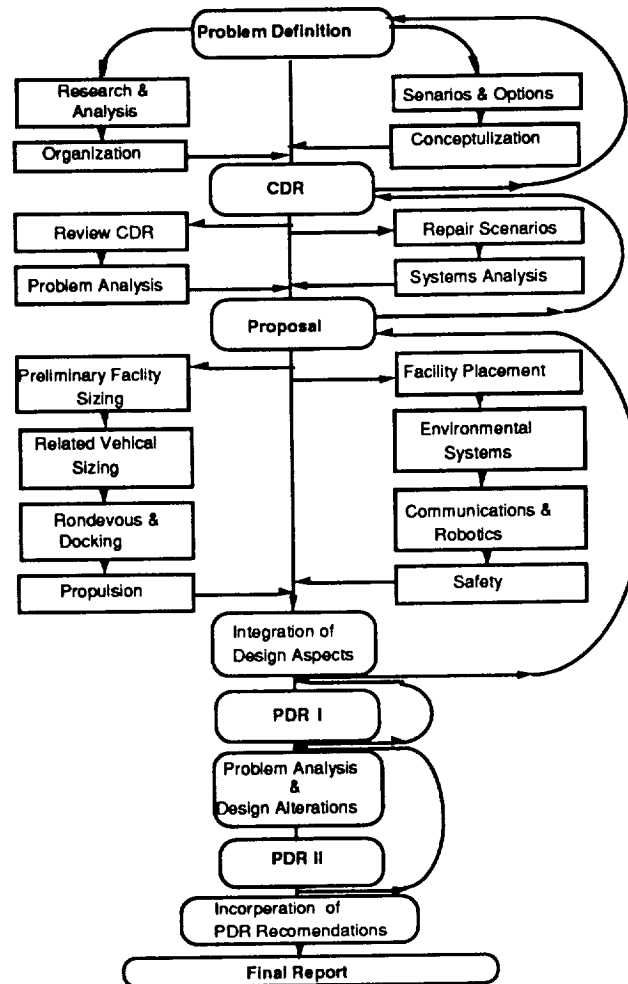 Problem Definition
Research &
Analysis
Organization
Senarios & Options
Conceptulization
CDR
Review CDR
Problem Analysis
Repair Scenarios
Systems Analysis
Proposal
Preliminary Facility
Sizing
Related Vehical
Sizing
Rondevous &
Docking
Propulsion
Facility Placement
Environmental
Systems
Communications &
Robotics
Safety
Integration of
Design Aspects
PDR I
Problem Analysis
&
Design Alterations
PDR II
Incorperation of
PDR Recomendations
Final Report